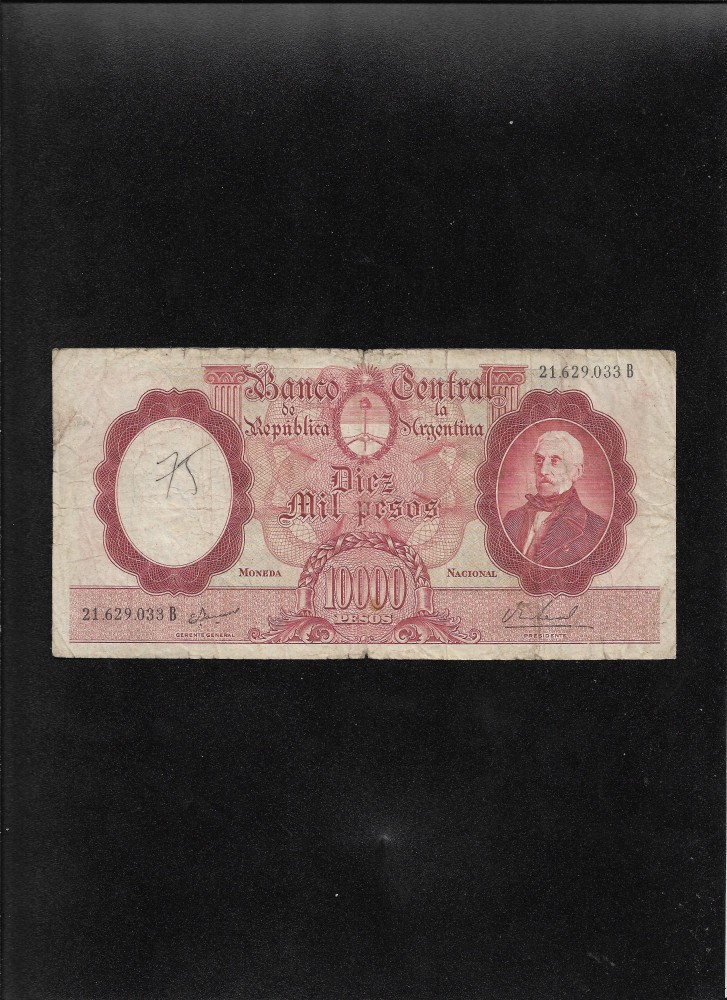 21.629.033 B
Banco Central
de la
República Argentina
75
Diez
Mil pesos
MONEDA NACIONAL
10000
PESOS
21.629.033 B
GERENTE GENERAL
PRESIDENTE